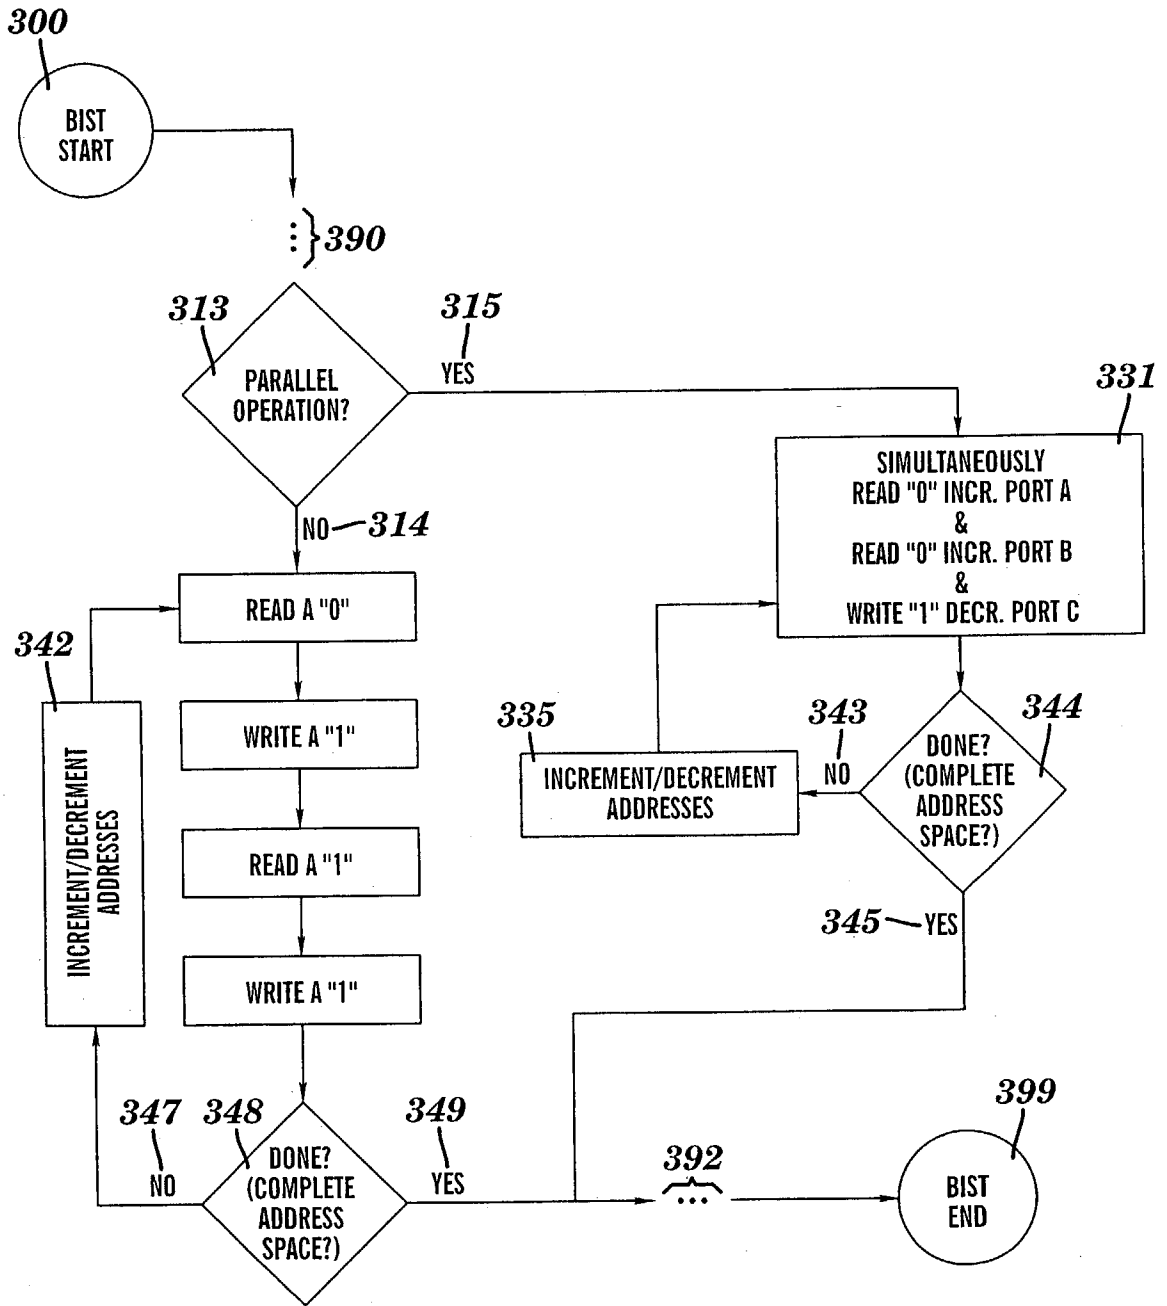 300
BIST
START
390
313
315
YES
PARALLEL
OPERATION?
331
SIMULTANEOUSLY
READ "0" INCR. PORT A
&
READ "0" INCR. PORT B
&
WRITE "1" DECR. PORT C
NO
314
READ A "0"
342
WRITE A "1"
INCREMENT/DECREMENT
ADDRESSES
READ A "1"
WRITE A "1"
335
343
344
INCREMENT/DECREMENT
ADDRESSES
NO
DONE?
(COMPLETE
ADDRESS
SPACE?)
345
YES
347
348
349
NO
DONE?
(COMPLETE
ADDRESS
SPACE?)
YES
392
399
BIST
END